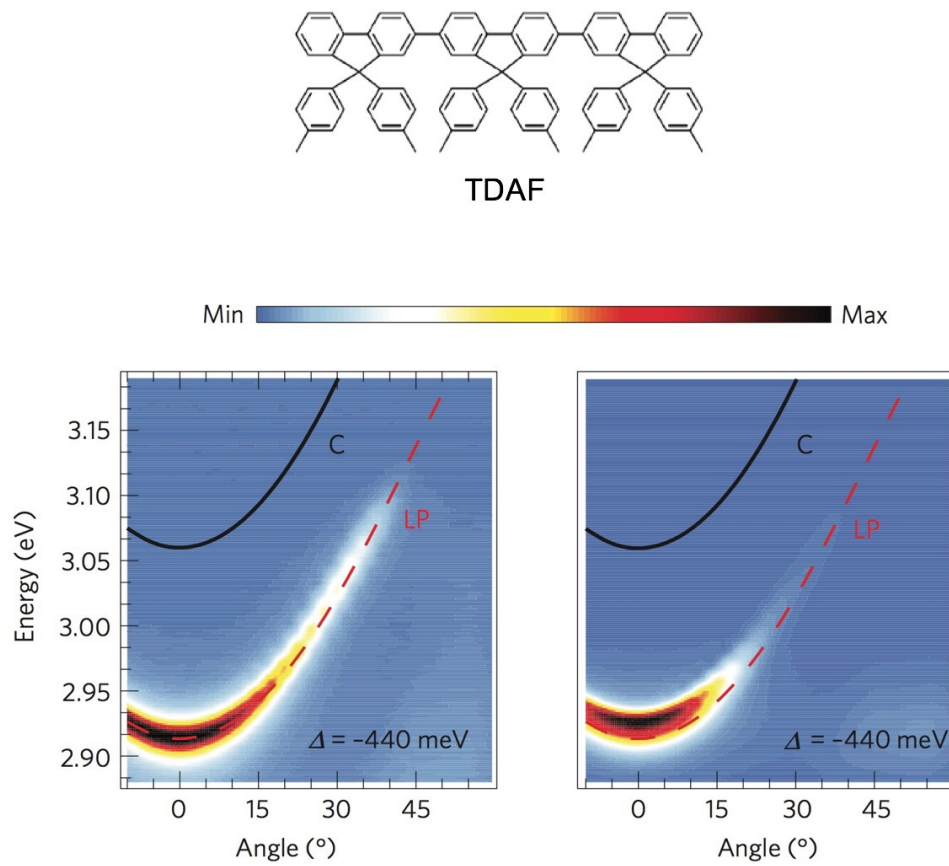 TDAF
Min Max
3.15
3.10
3.05
3.00
2.95
2.90
Energy (eV)
C
LP
Δ = –440 meV
0 15 30 45
Angle (°)
C
LP
Δ = –440 meV
0 15 30 45
Angle (°)